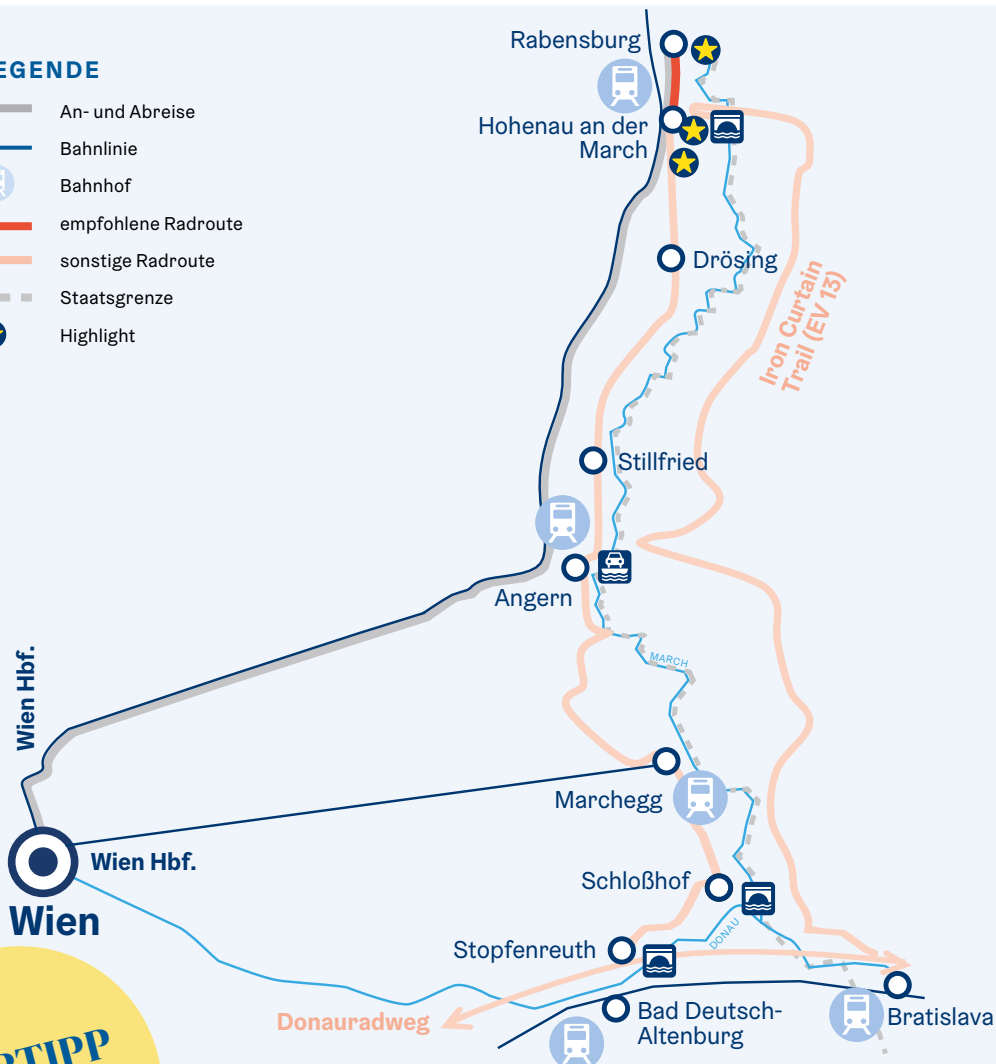 EGENDE
An- und Abreise
Bahnlinie
Bahnhof
empfohlene Radroute
sonstige Radroute
Staatsgrenze
Highlight
Rabensburg
Hohenau an der
March
Drösing
Iron Curtain
Trail (EV 13)
Stillfried
Angern
MARCH
Wien Hbf.
Marchegg
Wien Hbf.
Wien
Schloßhof
DONAU
Stopfenreuth
Donauradweg
Bad Deutsch-
Altenburg
Bratislava
RTIPP